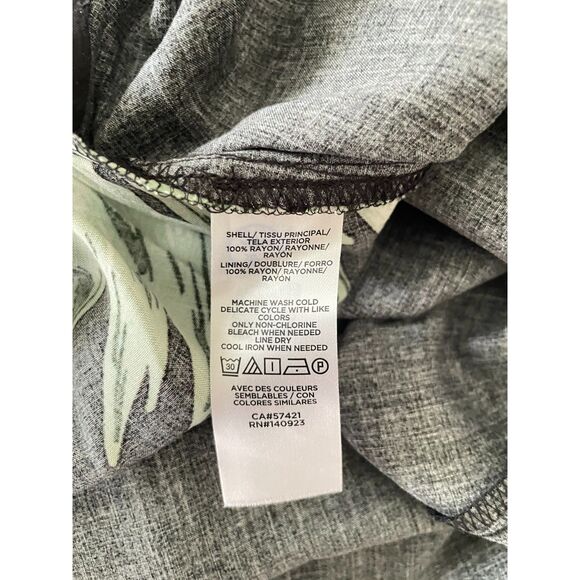 SHELL/ TISSU PRINCIPAL/
TELA EXTERIOR
100% RAYON/ RAYONNE/
RAYÓN
LINING/ DOUBLURE/ FORRO
100% RAYON/ RAYONNE/
RAYÓN
MACHINE WASH COLD
DELICATE CYCLE WITH LIKE
COLORS
ONLY NON-CHLORINE
BLEACH WHEN NEEDED
LINE DRY
COOL IRON WHEN NEEDED
30 P
AVEC DES COULEURS
SEMBLABLES / CON
COLORES SIMILARES
CA#57421
RN#140923